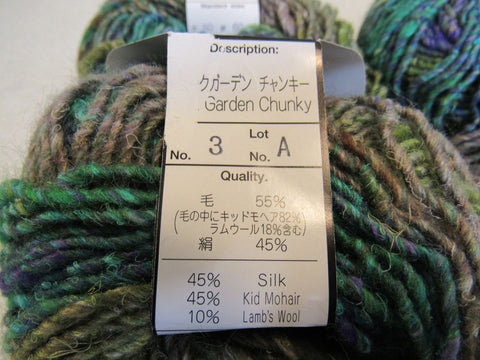 Description:
クガーデン チャンキー
Garden Chunky
No. 3 Lot No. A
Quality.
毛 55%
(毛の中にキッドモヘア82%
ラムウール18%含む)
絹 45%
45% Silk
45% Kid Mohair
10% Lamb's Wool